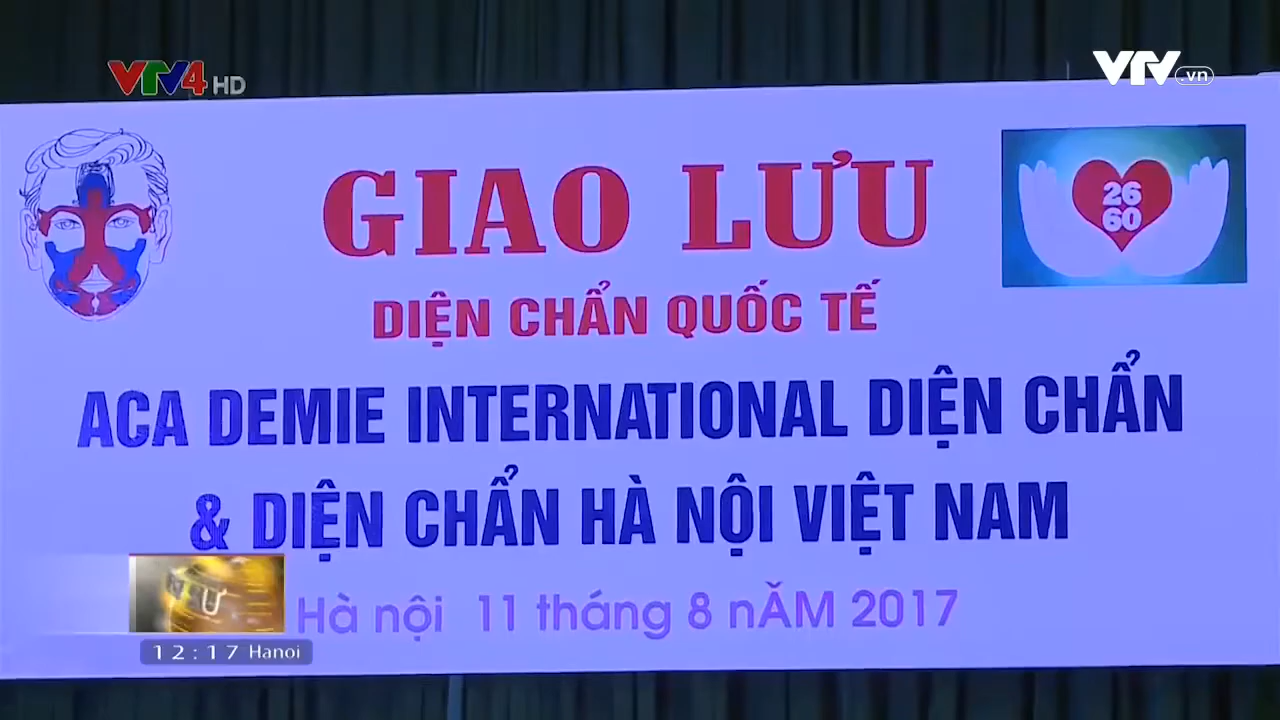 VTV4 HD
VTV.vn
GIAO LƯU
26
60
DIỆN CHẨN QUỐC TẾ
ACA DEMIE INTERNATIONAL DIỆN CHẨN
& DIỆN CHẨN HÀ NỘI VIỆT NAM
Hà nội 11 tháng 8 nĂM 2017
12:17 Hanoi